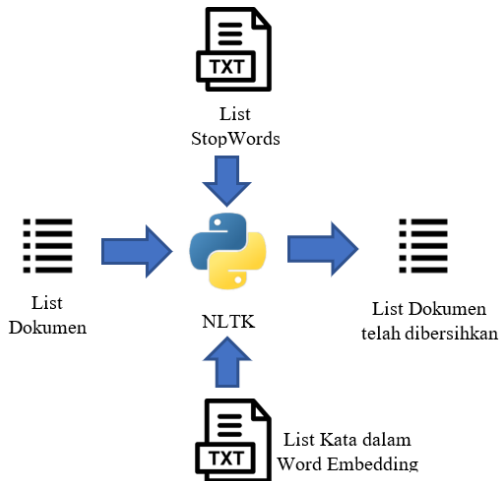 TXT
List
StopWords
List
Dokumen
NLTK
List Dokumen
telah dibersihkan
TXT
List Kata dalam
Word Embedding